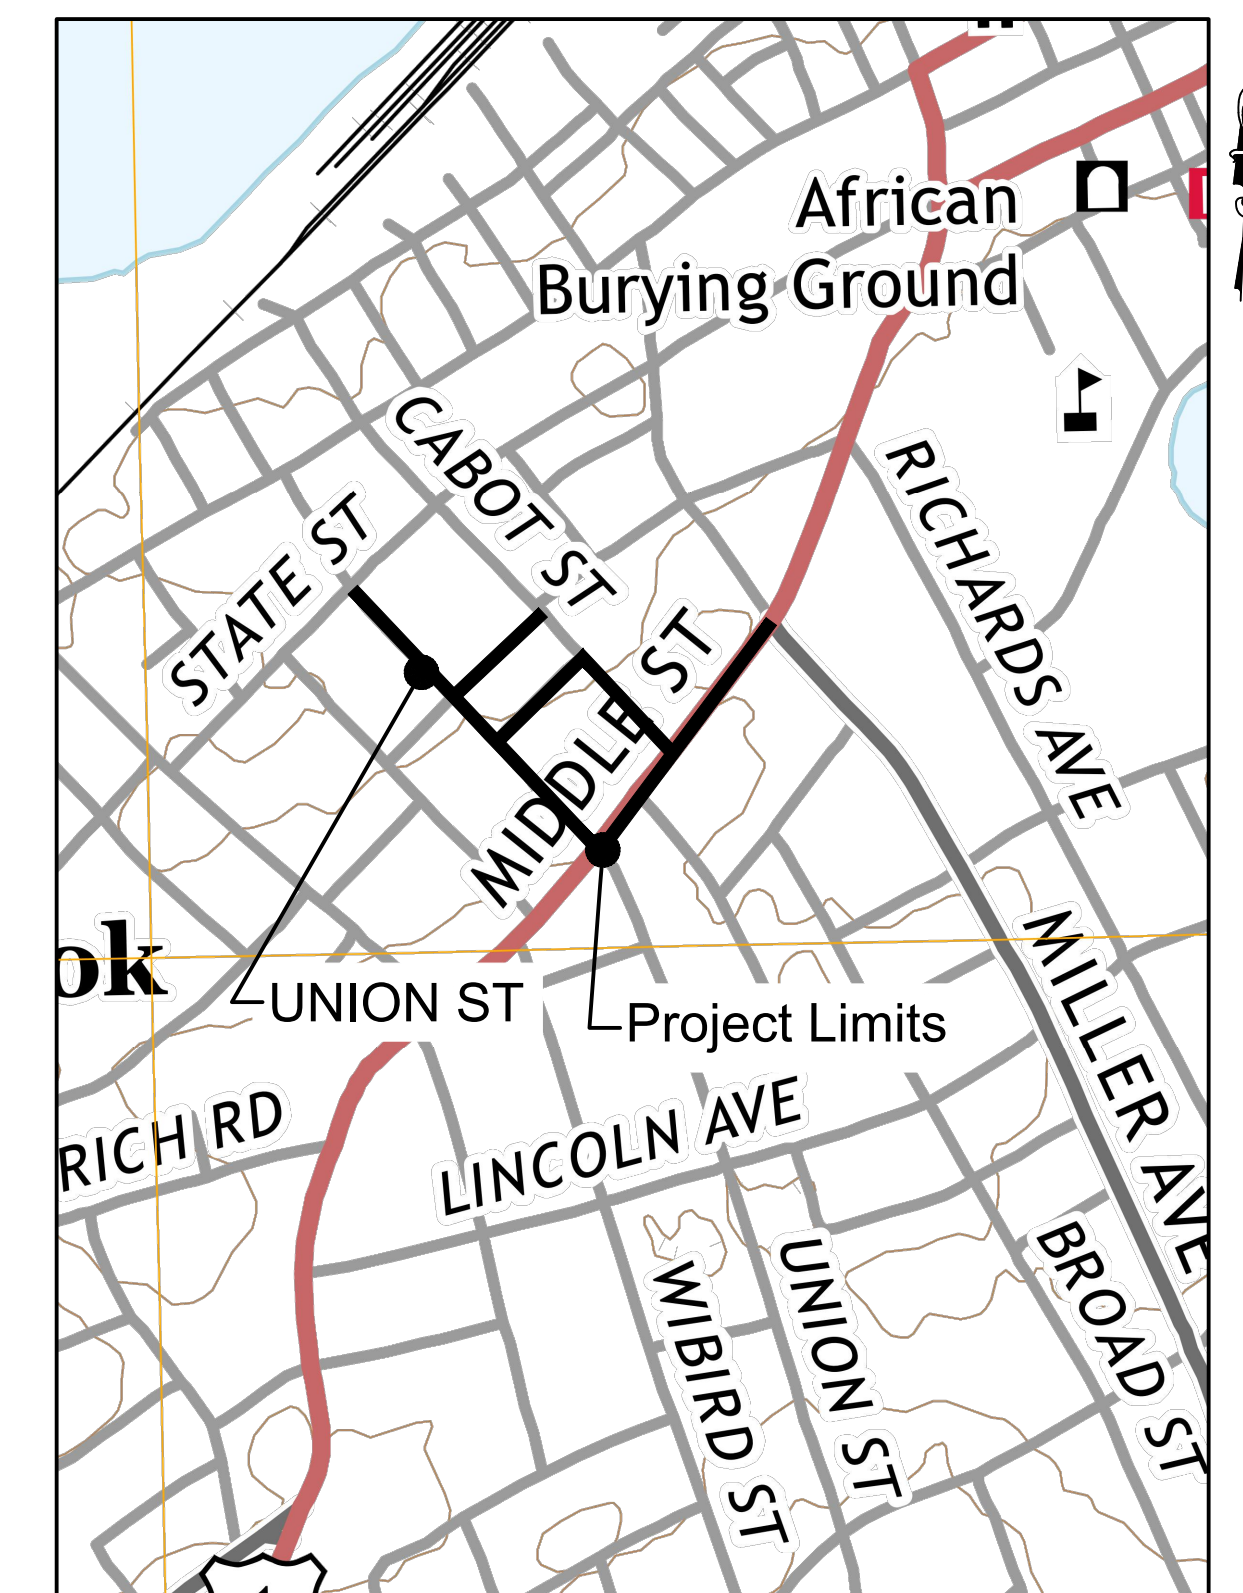 African
Burying Ground
CABOT ST
RICHARDS AVE
STATE ST
MIDDLE ST
ok
UNION ST
Project Limits
MILLER AVE
RICH RD
LINCOLN AVE
WIBIRD ST
UNION ST
BROAD ST